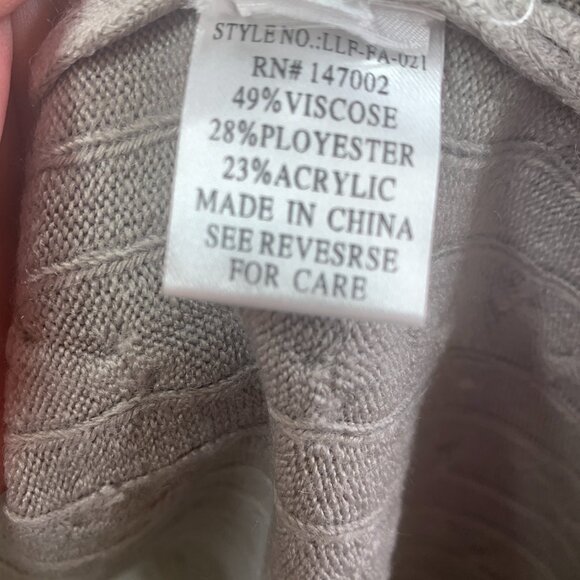 STYLE NO.:LLF-FA-021
RN# 147002
49%VISCOSE
28%PLOYESTER
23%ACRYLIC
MADE IN CHINA
SEE REVESRSE
FOR CARE